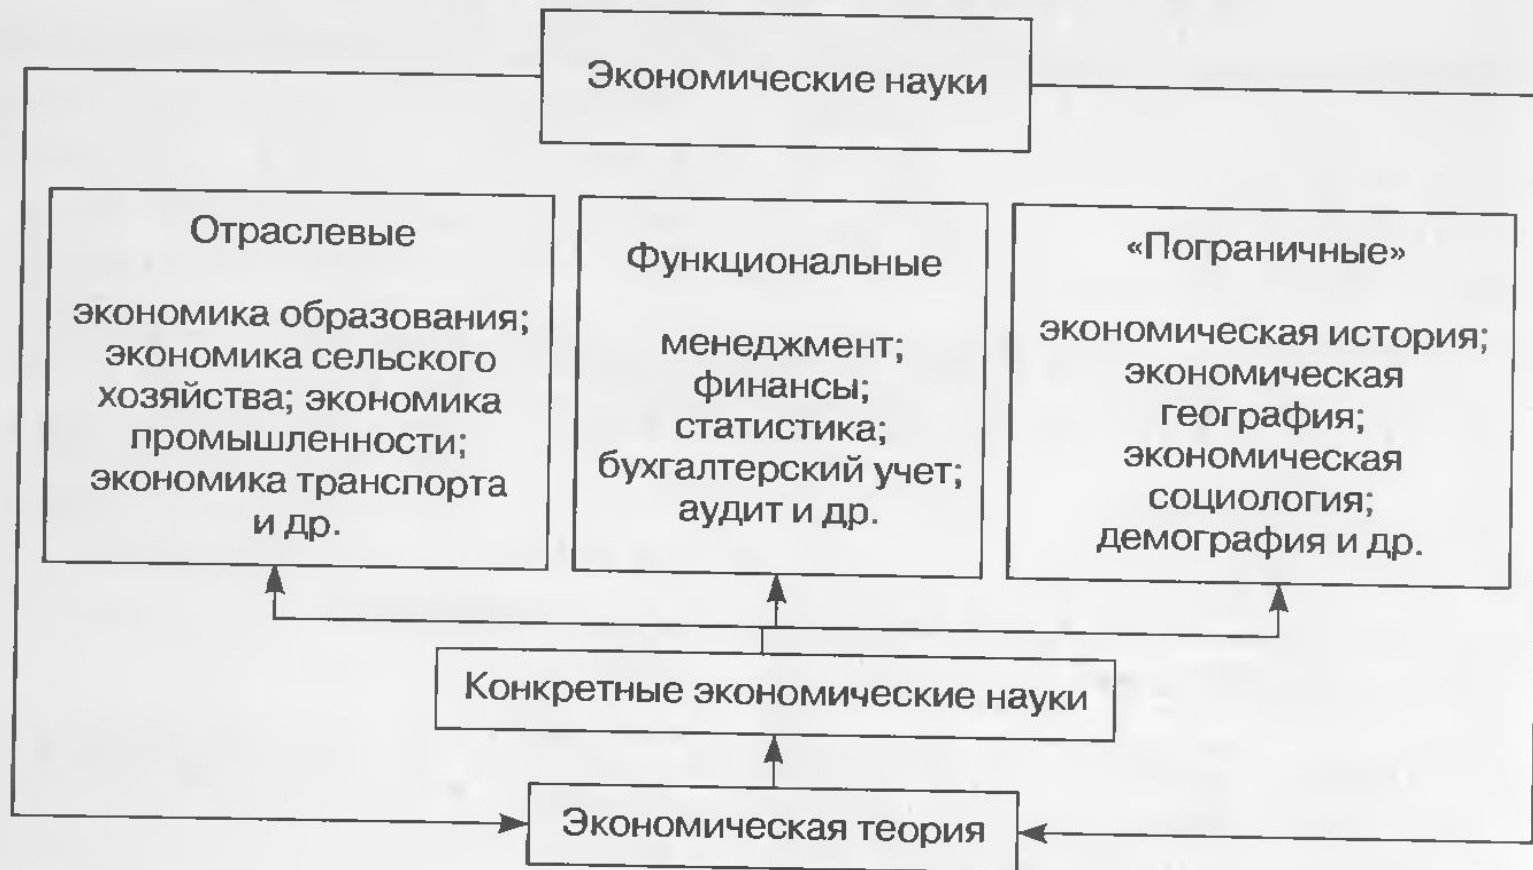 Экономические науки
Отраслевые
экономика образования;
экономика сельского
хозяйства; экономика
промышленности;
экономика транспорта
и др.
Функциональные
менеджмент;
финансы;
статистика;
бухгалтерский учет;
аудит и др.
«Пограничные»
экономическая история;
экономическая
география;
экономическая
социология;
демография и др.
Конкретные экономические науки
Экономическая теория